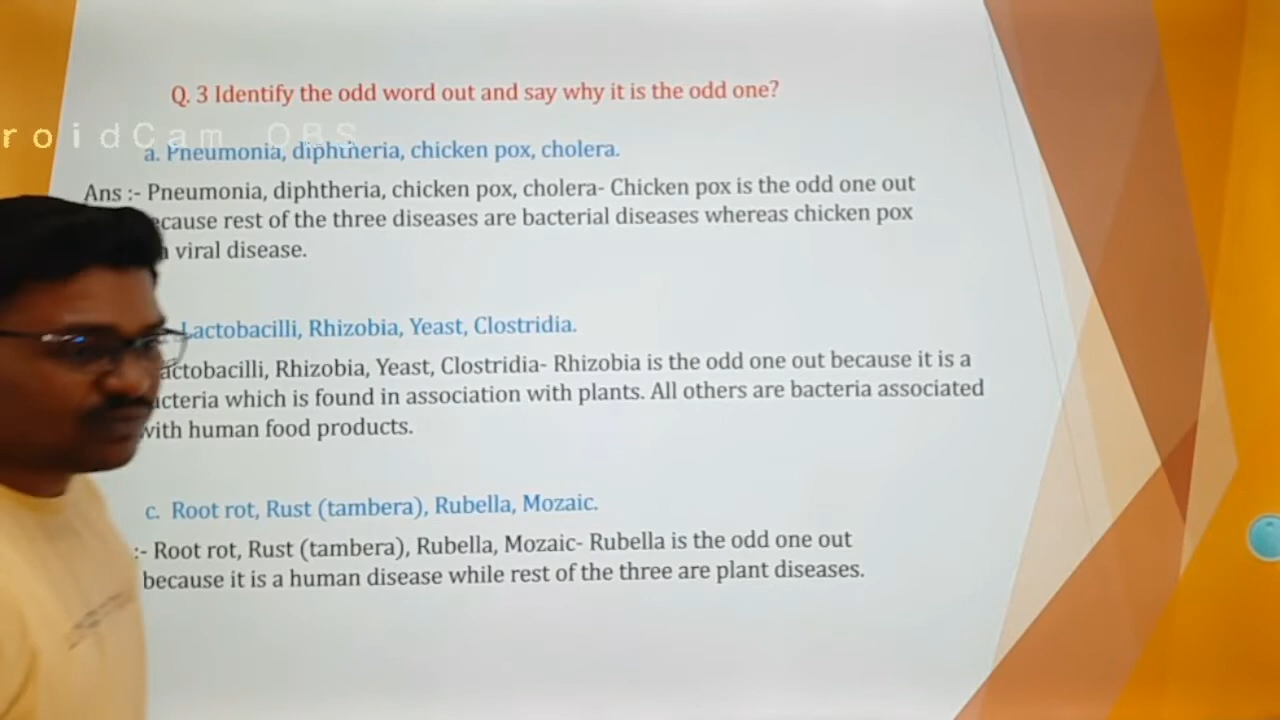 Q. 3 Identify the odd word out and say why it is the odd one?
roidCam OBS
a. Pneumonia, diphtheria, chicken pox, cholera.
Ans :- Pneumonia, diphtheria, chicken pox, cholera- Chicken pox is the odd one out
ecause rest of the three diseases are bacterial diseases whereas chicken pox
viral disease.
Lactobacilli, Rhizobia, Yeast, Clostridia.
actobacilli, Rhizobia, Yeast, Clostridia- Rhizobia is the odd one out because it is a
acteria which is found in association with plants. All others are bacteria associated
with human food products.
c. Root rot, Rust (tambera), Rubella, Mozaic.
:- Root rot, Rust (tambera), Rubella, Mozaic- Rubella is the odd one out
because it is a human disease while rest of the three are plant diseases.